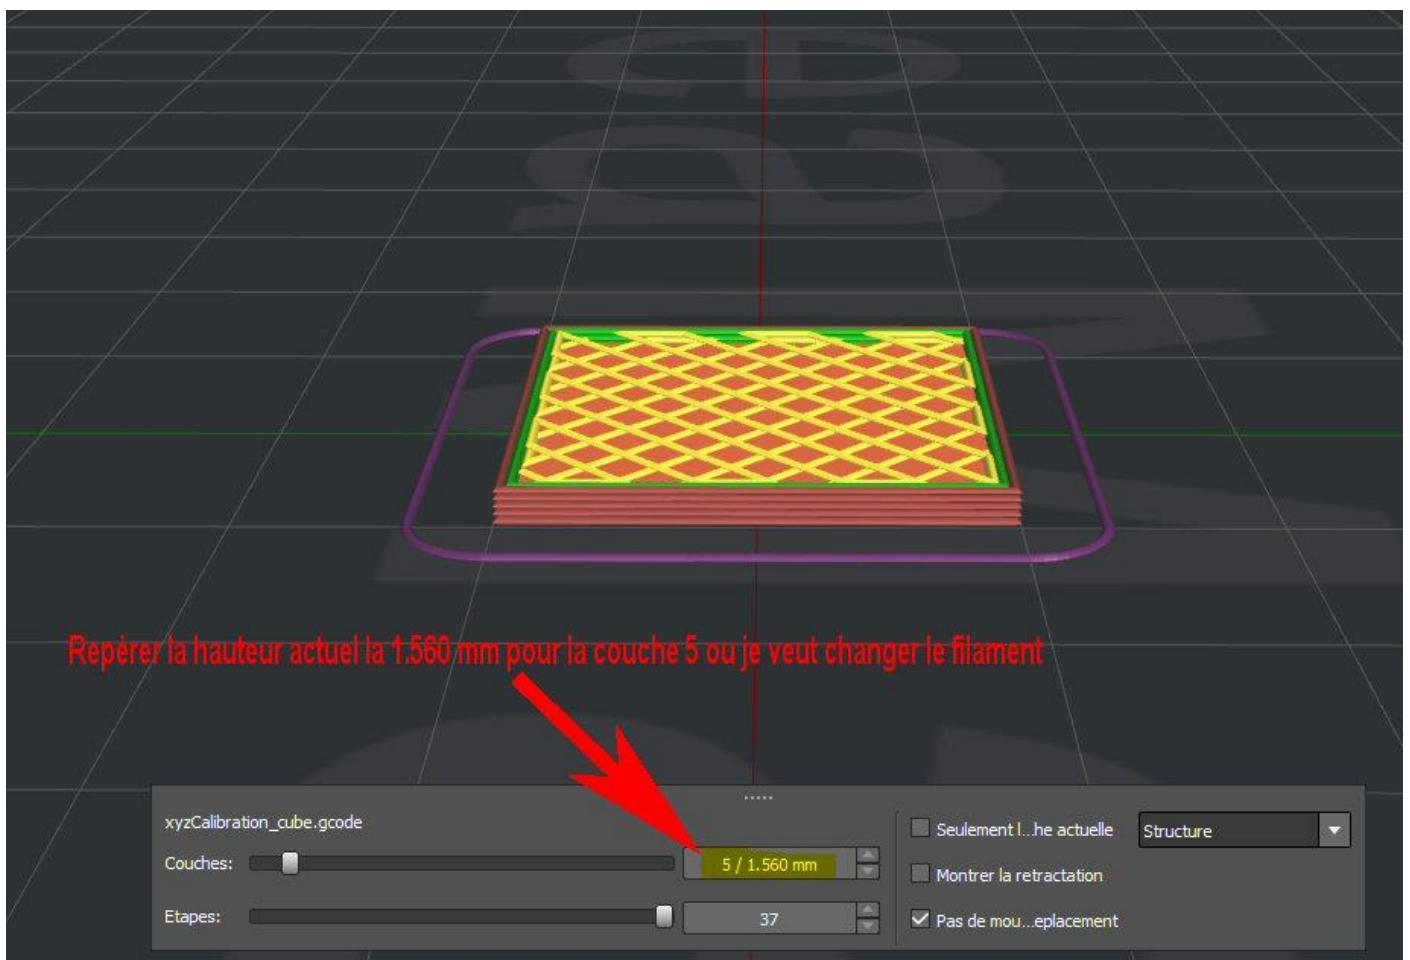 Repèrer la hauteur actuel la 1.560 mm pour la couche 5 ou je veut changer le filament
xyzCalibration_cube.gcode
Couches:
5 / 1.560 mm
Etapes:
37
Seulement l...he actuelle
Structure
Montrer la retractation
Pas de mou...eplacement